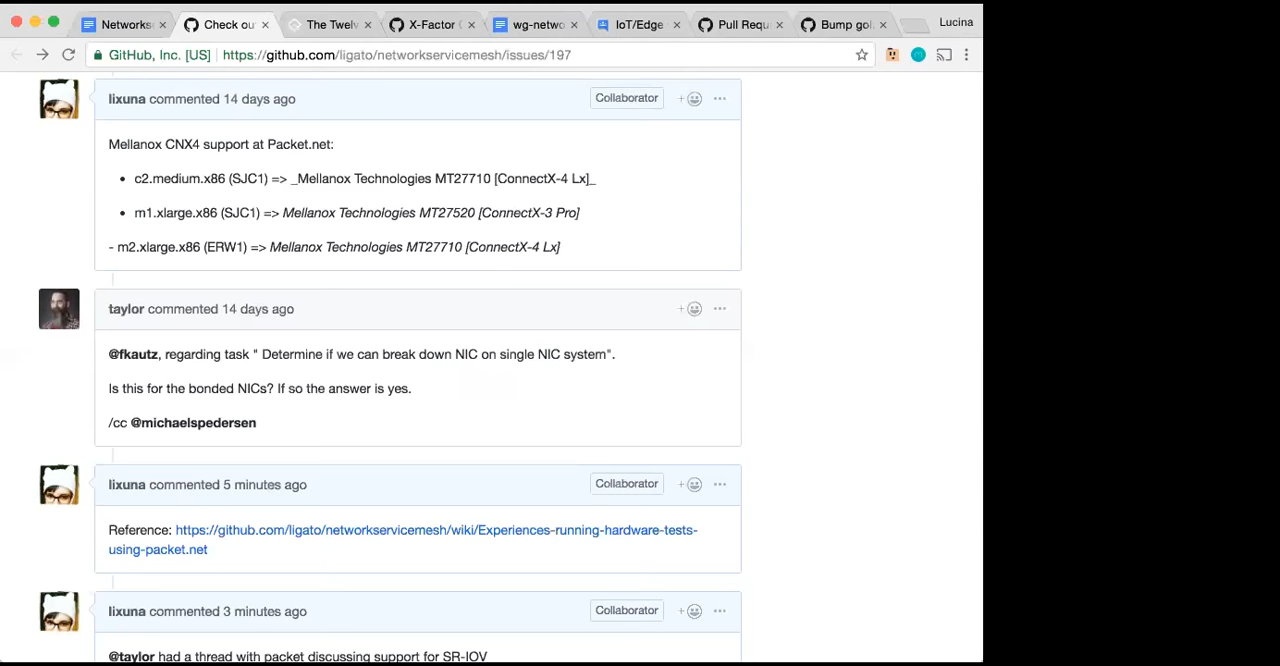 Networks
Check ou
The Twel
X-Factor
wg-netwo
IoT/Edge
Pull Requ
Bump gol
Lucina
GitHub, Inc. [US]
https://github.com/ligato/networkservicemesh/issues/197
lixuna commented 14 days ago
Collaborator
Mellanox CNX4 support at Packet.net:
• c2.medium.x86 (SJC1) => _Mellanox Technologies MT27710 [ConnectX-4 Lx]_
• m1.xlarge.x86 (SJC1) => Mellanox Technologies MT27520 [ConnectX-3 Pro]
- m2.xlarge.x86 (ERW1) => Mellanox Technologies MT27710 [ConnectX-4 Lx]
taylor commented 14 days ago
@fkautz, regarding task " Determine if we can break down NIC on single NIC system".
Is this for the bonded NICs? If so the answer is yes.
/cc @michaelspedersen
lixuna commented 5 minutes ago
Collaborator
Reference: https://github.com/ligato/networkservicemesh/wiki/Experiences-running-hardware-tests-
using-packet.net
lixuna commented 3 minutes ago
Collaborator
@taylor had a thread with packet discussing support for SR-IOV